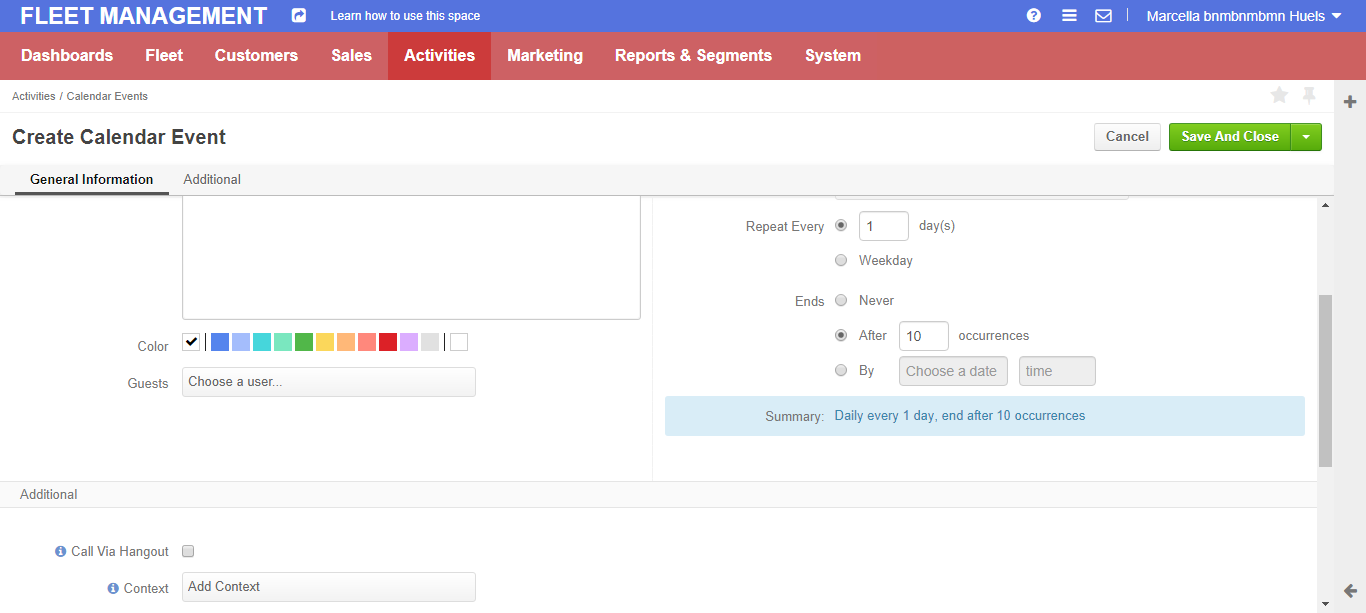 FLEET MANAGEMENT Learn how to use this space Marcella bnmbnmbmn Huels
Dashboards Fleet Customers Sales Activities Marketing Reports & Segments System
Activities / Calendar Events
Create Calendar Event Cancel Save And Close
General Information Additional
Repeat Every 1 day(s)
Weekday
Ends Never
After 10 occurrences
By Choose a date time
Summary: Daily every 1 day, end after 10 occurrences
Color
Guests Choose a user...
Additional
Call Via Hangout
Context Add Context